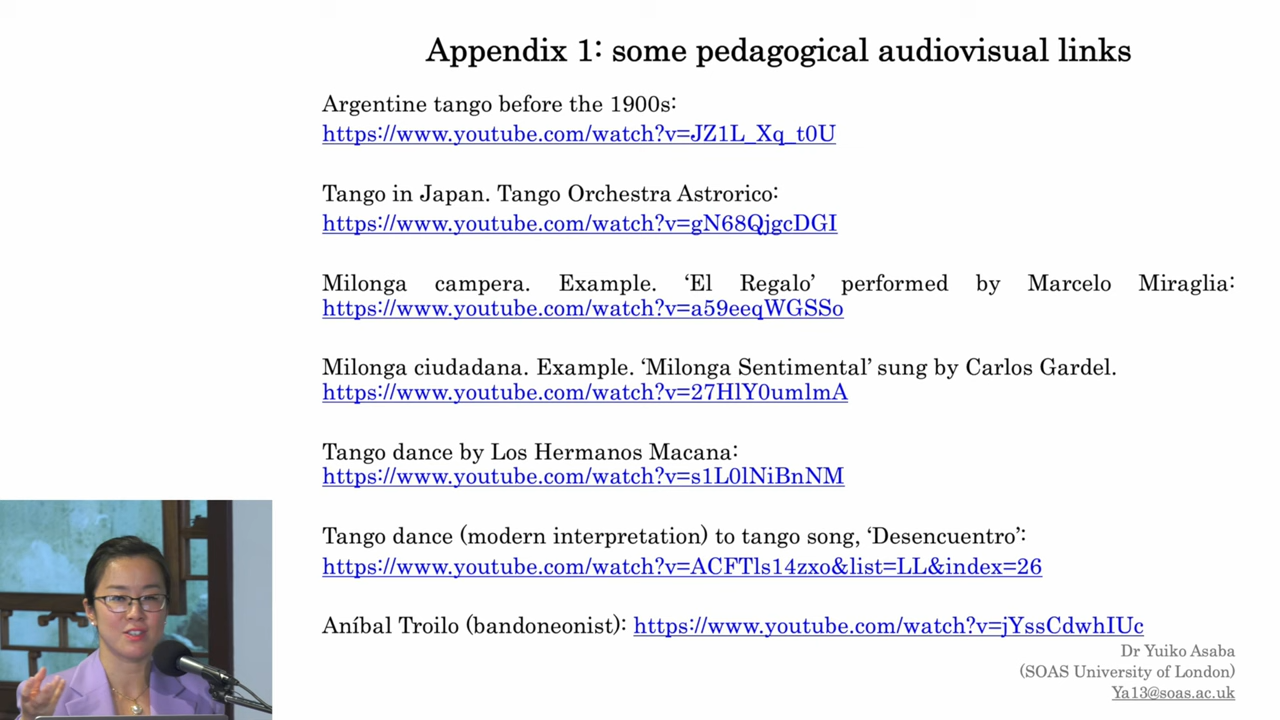 Appendix 1: some pedagogical audiovisual links
Argentine tango before the 1900s:
https://www.youtube.com/watch?v=JZ1L_Xq_t0U
Tango in Japan. Tango Orchestra Astrorico:
https://www.youtube.com/watch?v=gN68QjgcDGI
Milonga campera. Example. ‘El Regalo’ performed by Marcelo Miraglia:
https://www.youtube.com/watch?v=a59eeqWGSSo
Milonga ciudadana. Example. ‘Milonga Sentimental’ sung by Carlos Gardel.
https://www.youtube.com/watch?v=27HlY0umlmA
Tango dance by Los Hermanos Macana:
https://www.youtube.com/watch?v=s1L0lNiBnNM
Tango dance (modern interpretation) to tango song, ‘Desencuentro’:
https://www.youtube.com/watch?v=ACFTls14zxo&list=LL&index=26
Aníbal Troilo (bandoneonist): https://www.youtube.com/watch?v=jYssCdwhIUc
Dr Yuiko Asaba
(SOAS University of London)
Ya13@soas.ac.uk